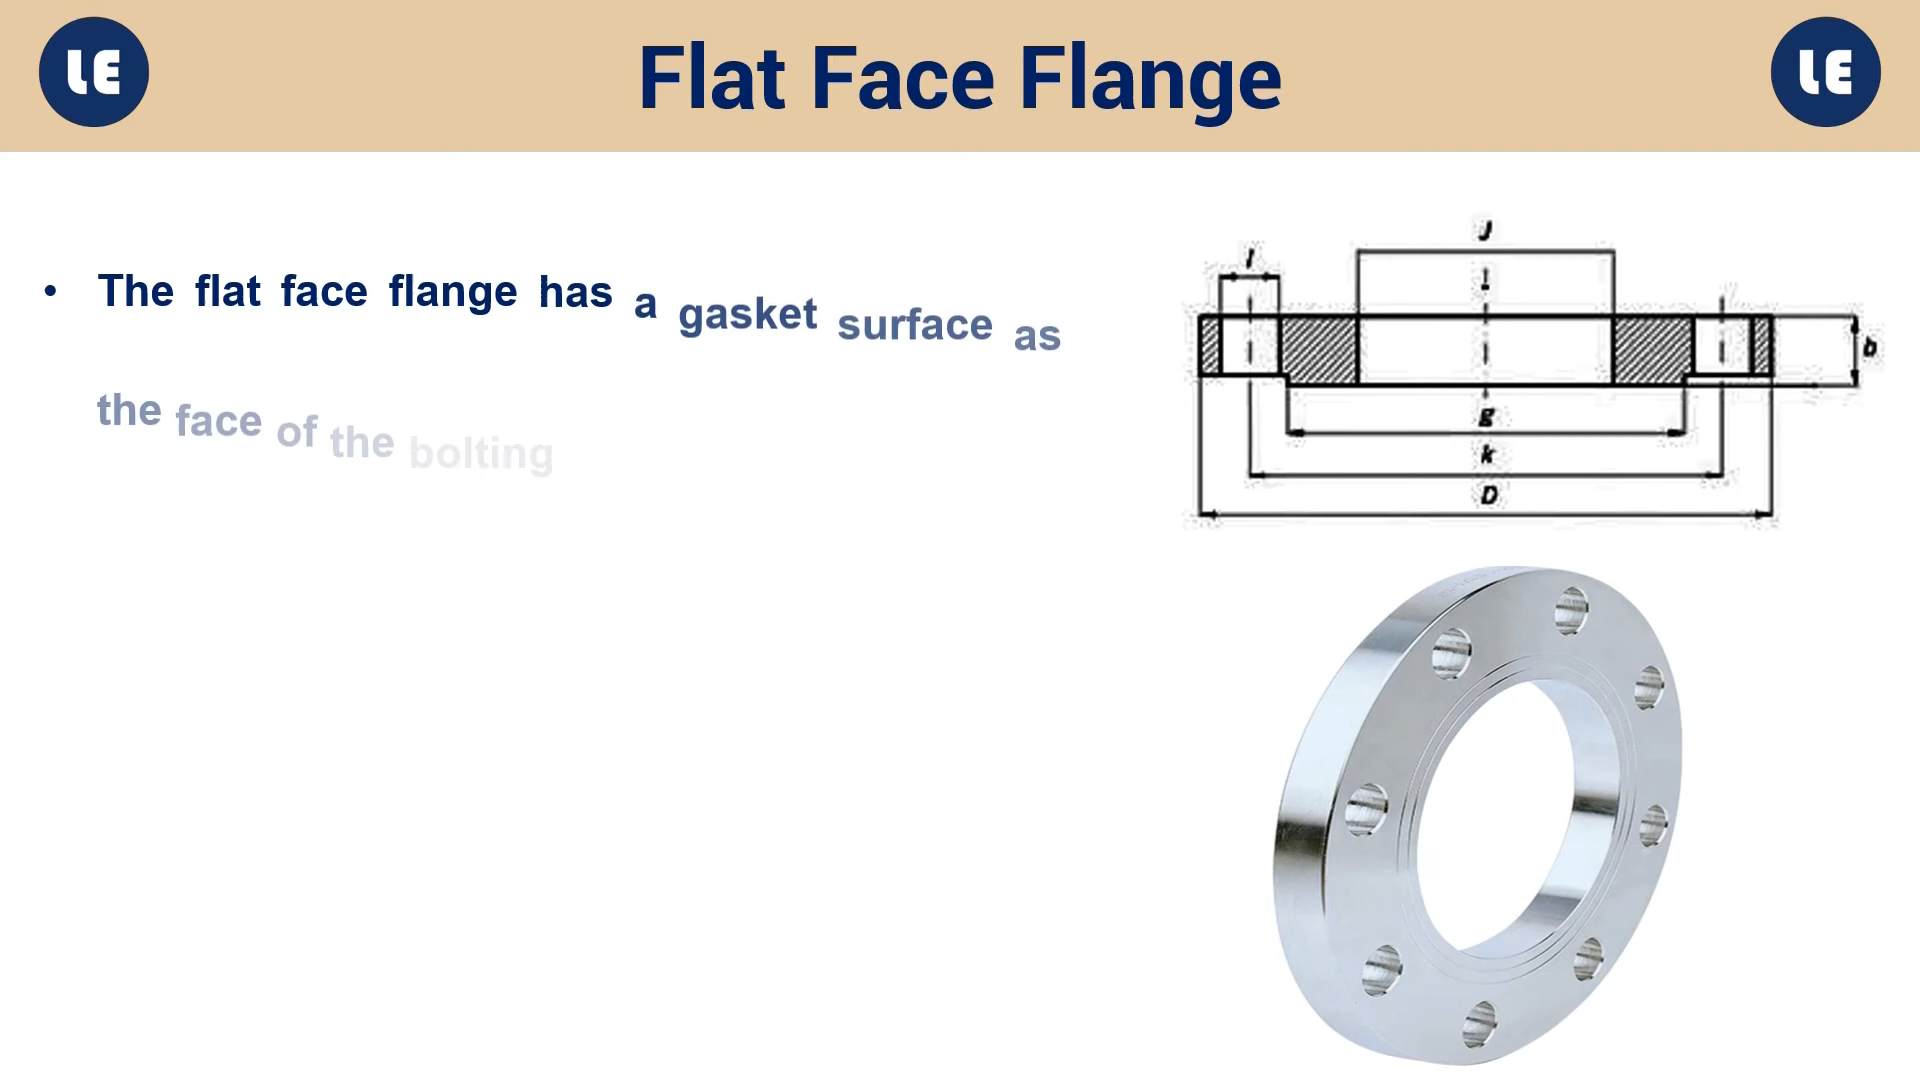 LE Flat Face Flange LE
• The flat face flange has a gasket surface as
the face of the bolting
J
l
b
g
k
D